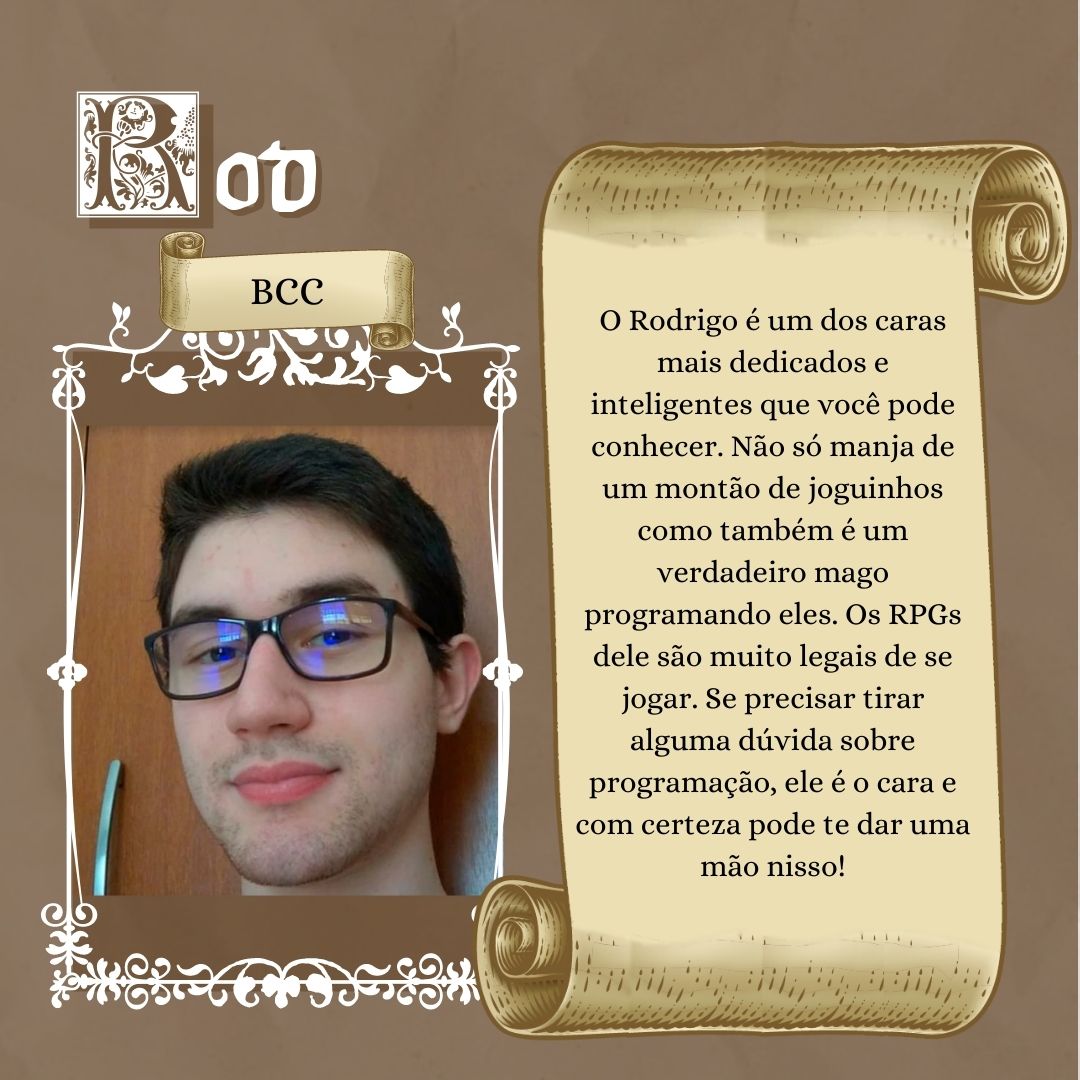 Rod
BCC
O Rodrigo é um dos caras
mais dedicados e
inteligentes que você pode
conhecer. Não só manja de
um montão de joguinhos
como também é um
verdadeiro mago
programando eles. Os RPGs
dele são muito legais de se
jogar. Se precisar tirar
alguma dúvida sobre
programação, ele é o cara e
com certeza pode te dar uma
mão nisso!